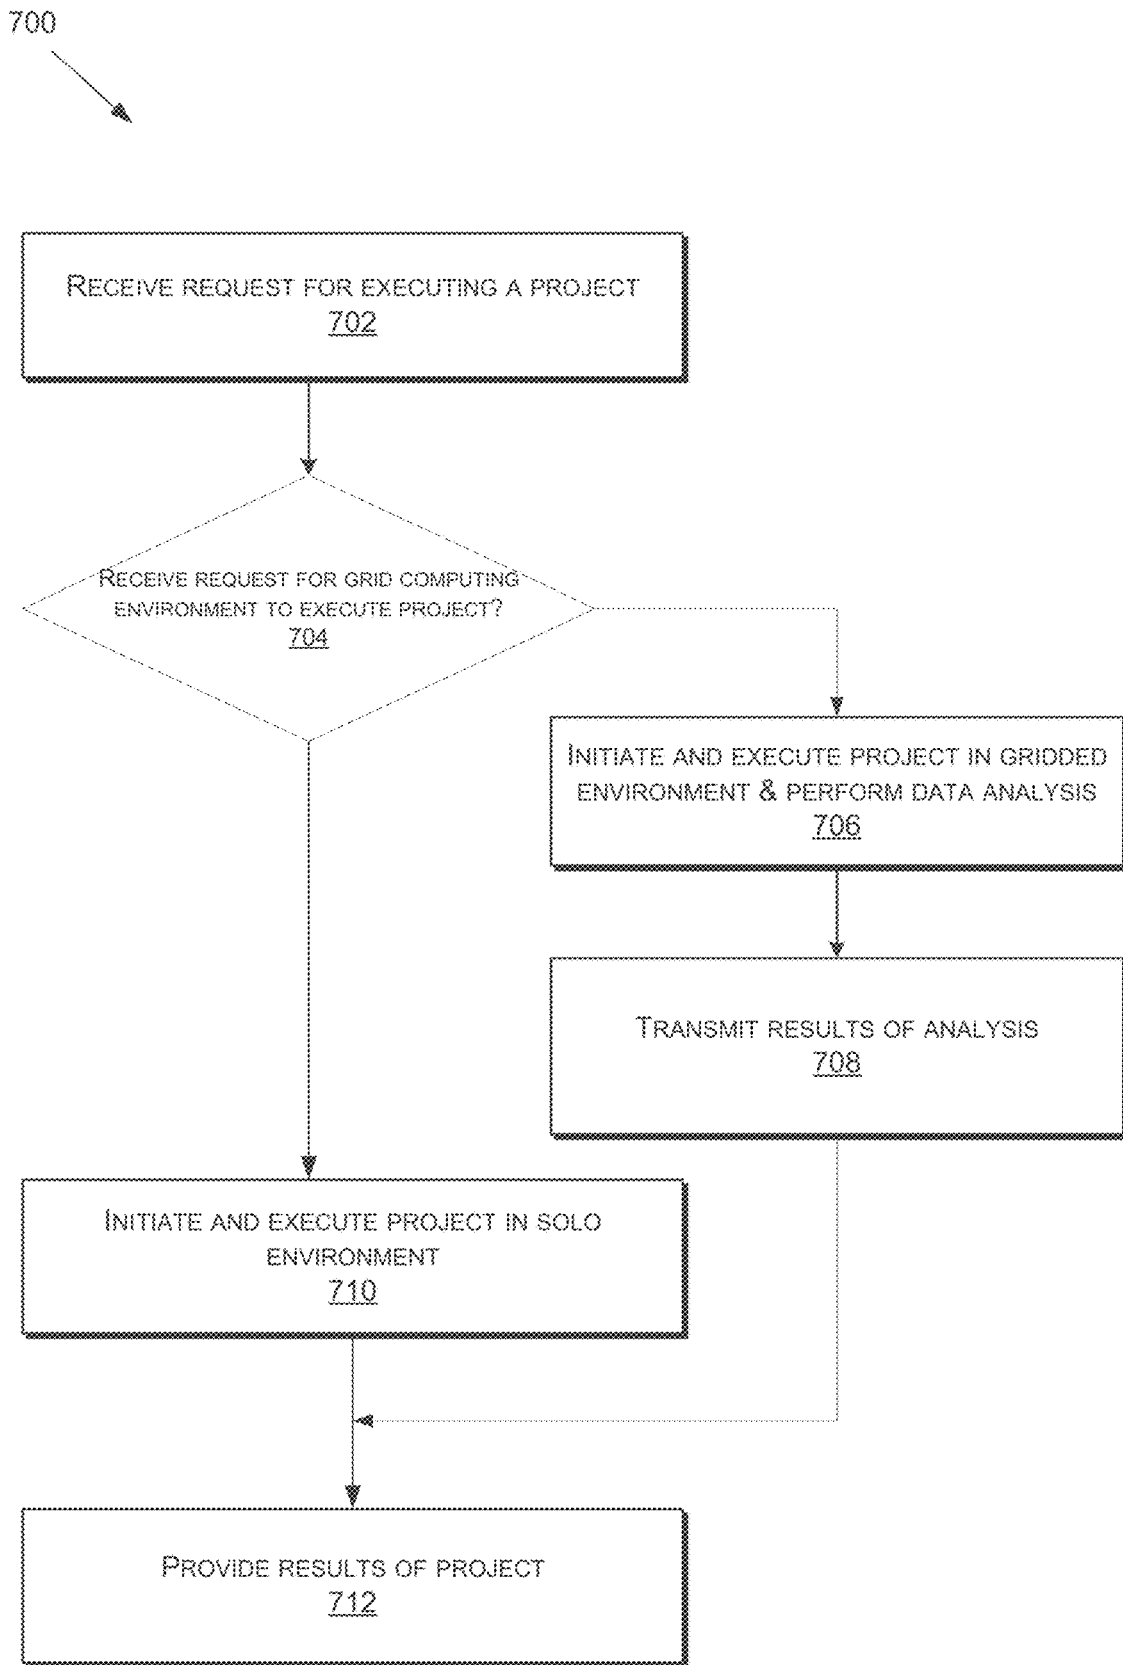 700
RECEIVE REQUEST FOR EXECUTING A PROJECT
702
RECEIVE REQUEST FOR GRID COMPUTING
ENVIRONMENT TO EXECUTE PROJECT?
704
INITIATE AND EXECUTE PROJECT IN GRIDDED
ENVIRONMENT & PERFORM DATA ANALYSIS
706
TRANSMIT RESULTS OF ANALYSIS
708
INITIATE AND EXECUTE PROJECT IN SOLO
ENVIRONMENT
710
PROVIDE RESULTS OF PROJECT
712